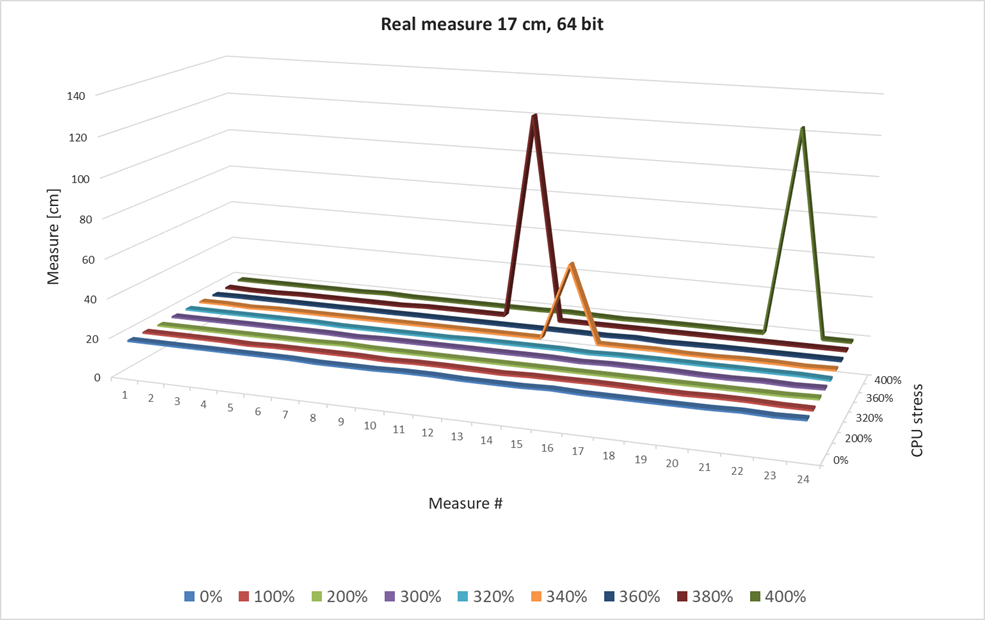 Real measure 17 cm, 64 bit
140
120
100
80
60
40
20
0
Measure [cm]
1 2 3 4 5 6 7 8 9 10 11 12 13 14 15 16 17 18 19 20 21 22 23 24
Measure #
400%
360%
320%
200%
0%
CPU stress
0% 100% 200% 300% 320% 340% 360% 380% 400%